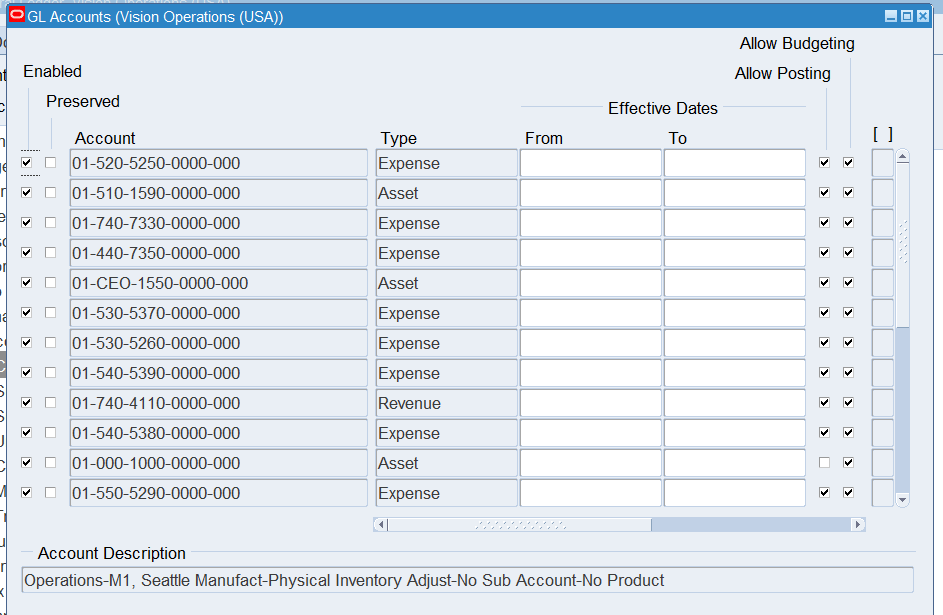 GL Accounts (Vision Operations (USA))
Allow Budgeting
Enabled Allow Posting
Preserved
Effective Dates
Account Type From To [ ]
01-520-5250-0000-000 Expense
01-510-1590-0000-000 Asset
01-740-7330-0000-000 Expense
01-440-7350-0000-000 Expense
01-CEO-1550-0000-000 Asset
01-530-5370-0000-000 Expense
01-530-5260-0000-000 Expense
01-540-5390-0000-000 Expense
01-740-4110-0000-000 Revenue
01-540-5380-0000-000 Expense
01-000-1000-0000-000 Asset
01-550-5290-0000-000 Expense
Account Description
Operations-M1, Seattle Manufact-Physical Inventory Adjust-No Sub Account-No Product